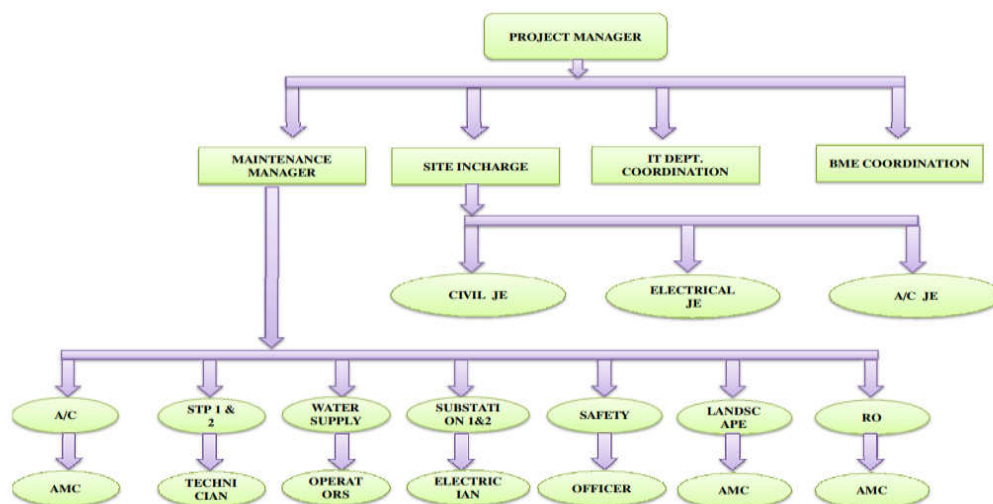 PROJECT MANAGER
MAINTENANCE
MANAGER
SITE INCHARGE
IT DEPT.
COORDINATION
BME COORDINATION
CIVIL JE
ELECTRICAL
JE
A/C JE
A/C
STP 1 &
2
WATER
SUPPLY
SUBSTATI
ON 1&2
SAFETY
LANDSC
APE
RO
AMC
TECHNI
CIAN
OPERAT
ORS
ELECTRIC
IAN
OFFICER
AMC
AMC